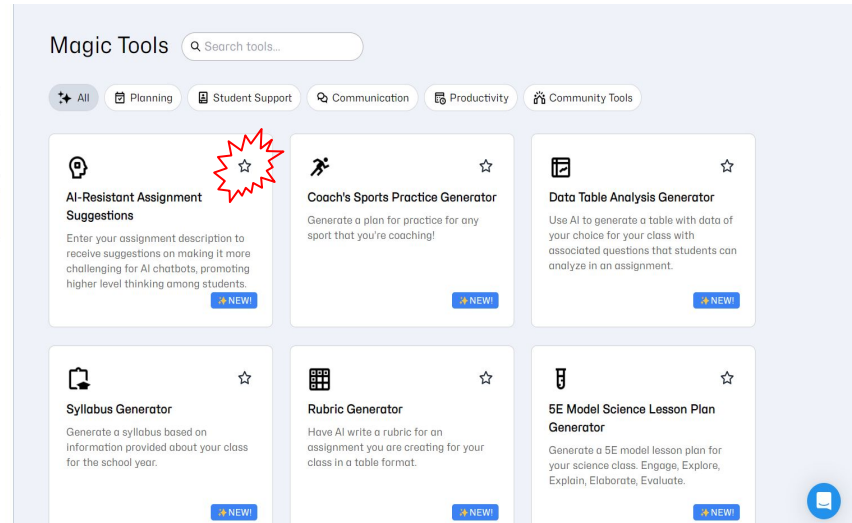 Magic Tools
Search tools...
All
Planning
Student Support
Communication
Productivity
Community Tools
AI-Resistant Assignment
Suggestions
Enter your assignment description to
receive suggestions on making it more
challenging for AI chatbots, promoting
higher level thinking among students.
✨NEW!
Coach's Sports Practice Generator
Generate a plan for practice for any
sport that you're coaching!
✨NEW!
Data Table Analysis Generator
Use AI to generate a table with data of
your choice for your class with
associated questions that students can
analyze in an assignment.
✨NEW!
Syllabus Generator
Generate a syllabus based on
information provided about your class
for the school year.
✨NEW!
Rubric Generator
Have AI write a rubric for an
assignment you are creating for your
class in a table format.
✨NEW!
5E Model Science Lesson Plan
Generator
Generate a 5E model lesson plan for
your science class. Engage, Explore,
Explain, Elaborate, Evaluate.
✨NEW!